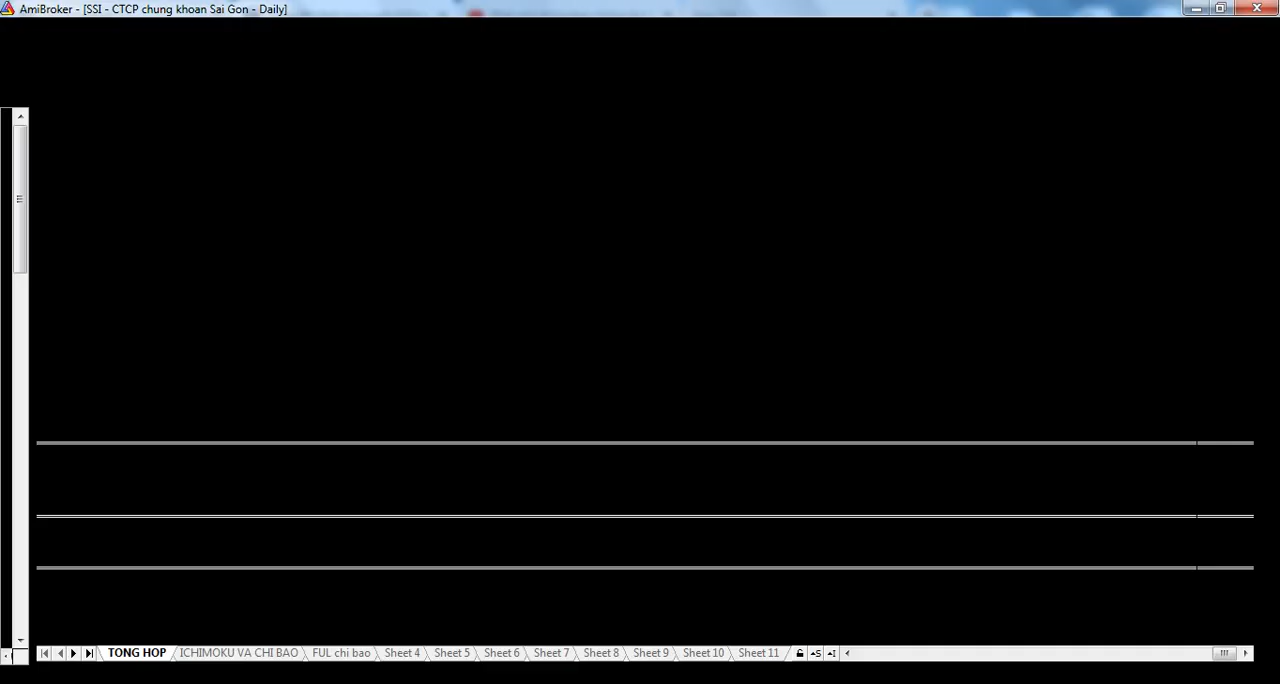 AmiBroker - [SSI - CTCP chung khoan Sai Gon - Daily]
TONG HOP ICHIMOKU VA CHI BAO FUL chi bao Sheet 4 Sheet 5 Sheet 6 Sheet 7 Sheet 8 Sheet 9 Sheet 10 Sheet 11 S I